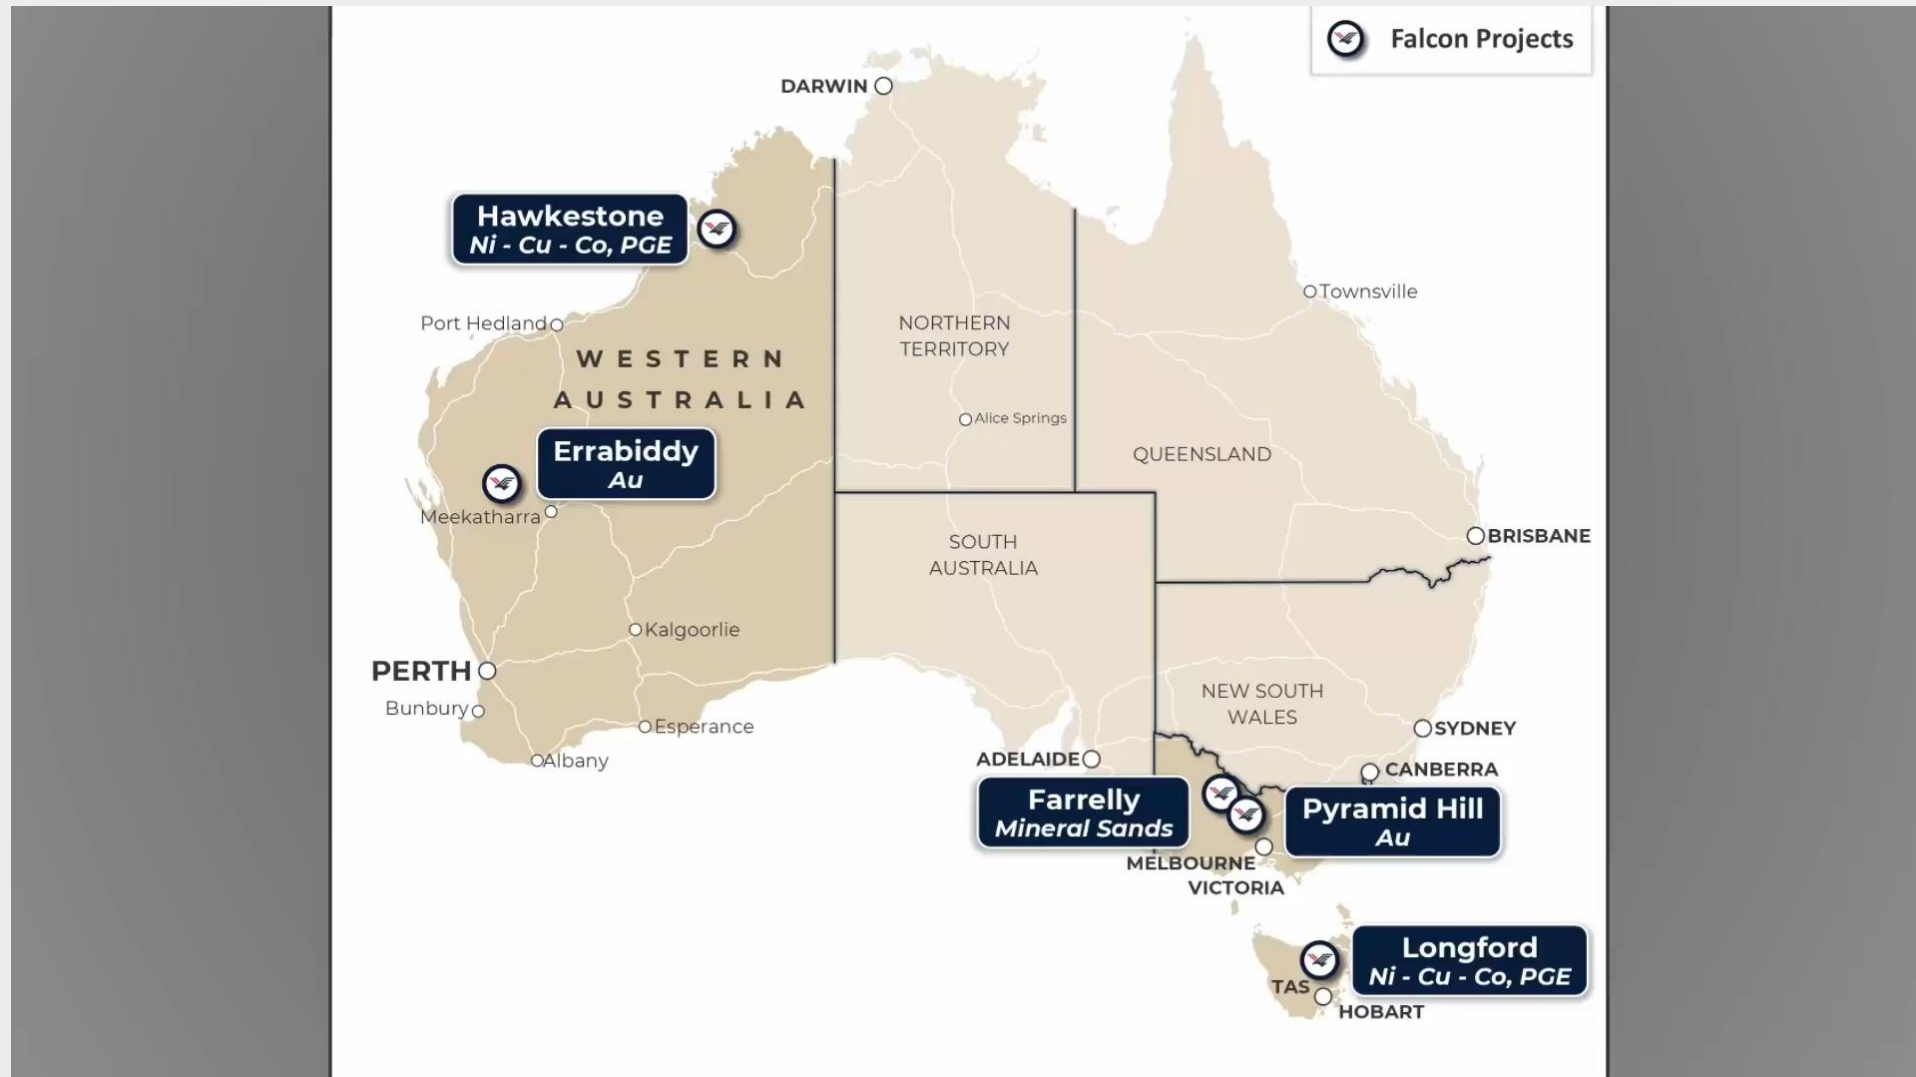 Falcon Projects
DARWIN
Hawkestone
Ni - Cu - Co, PGE
Townsville
Port Hedland
NORTHERN
TERRITORY
WESTERN
AUSTRALIA
Alice Springs
Errabiddy
Au
QUEENSLAND
Meekatharra
BRISBANE
SOUTH
AUSTRALIA
Kalgoorlie
PERTH
Bunbury
NEW SOUTH
WALES
Esperance
SYDNEY
Albany
ADELAIDE
CANBERRA
Farrelly
Mineral Sands
Pyramid Hill
Au
MELBOURNE
VICTORIA
Longford
Ni - Cu - Co, PGE
TAS
HOBART